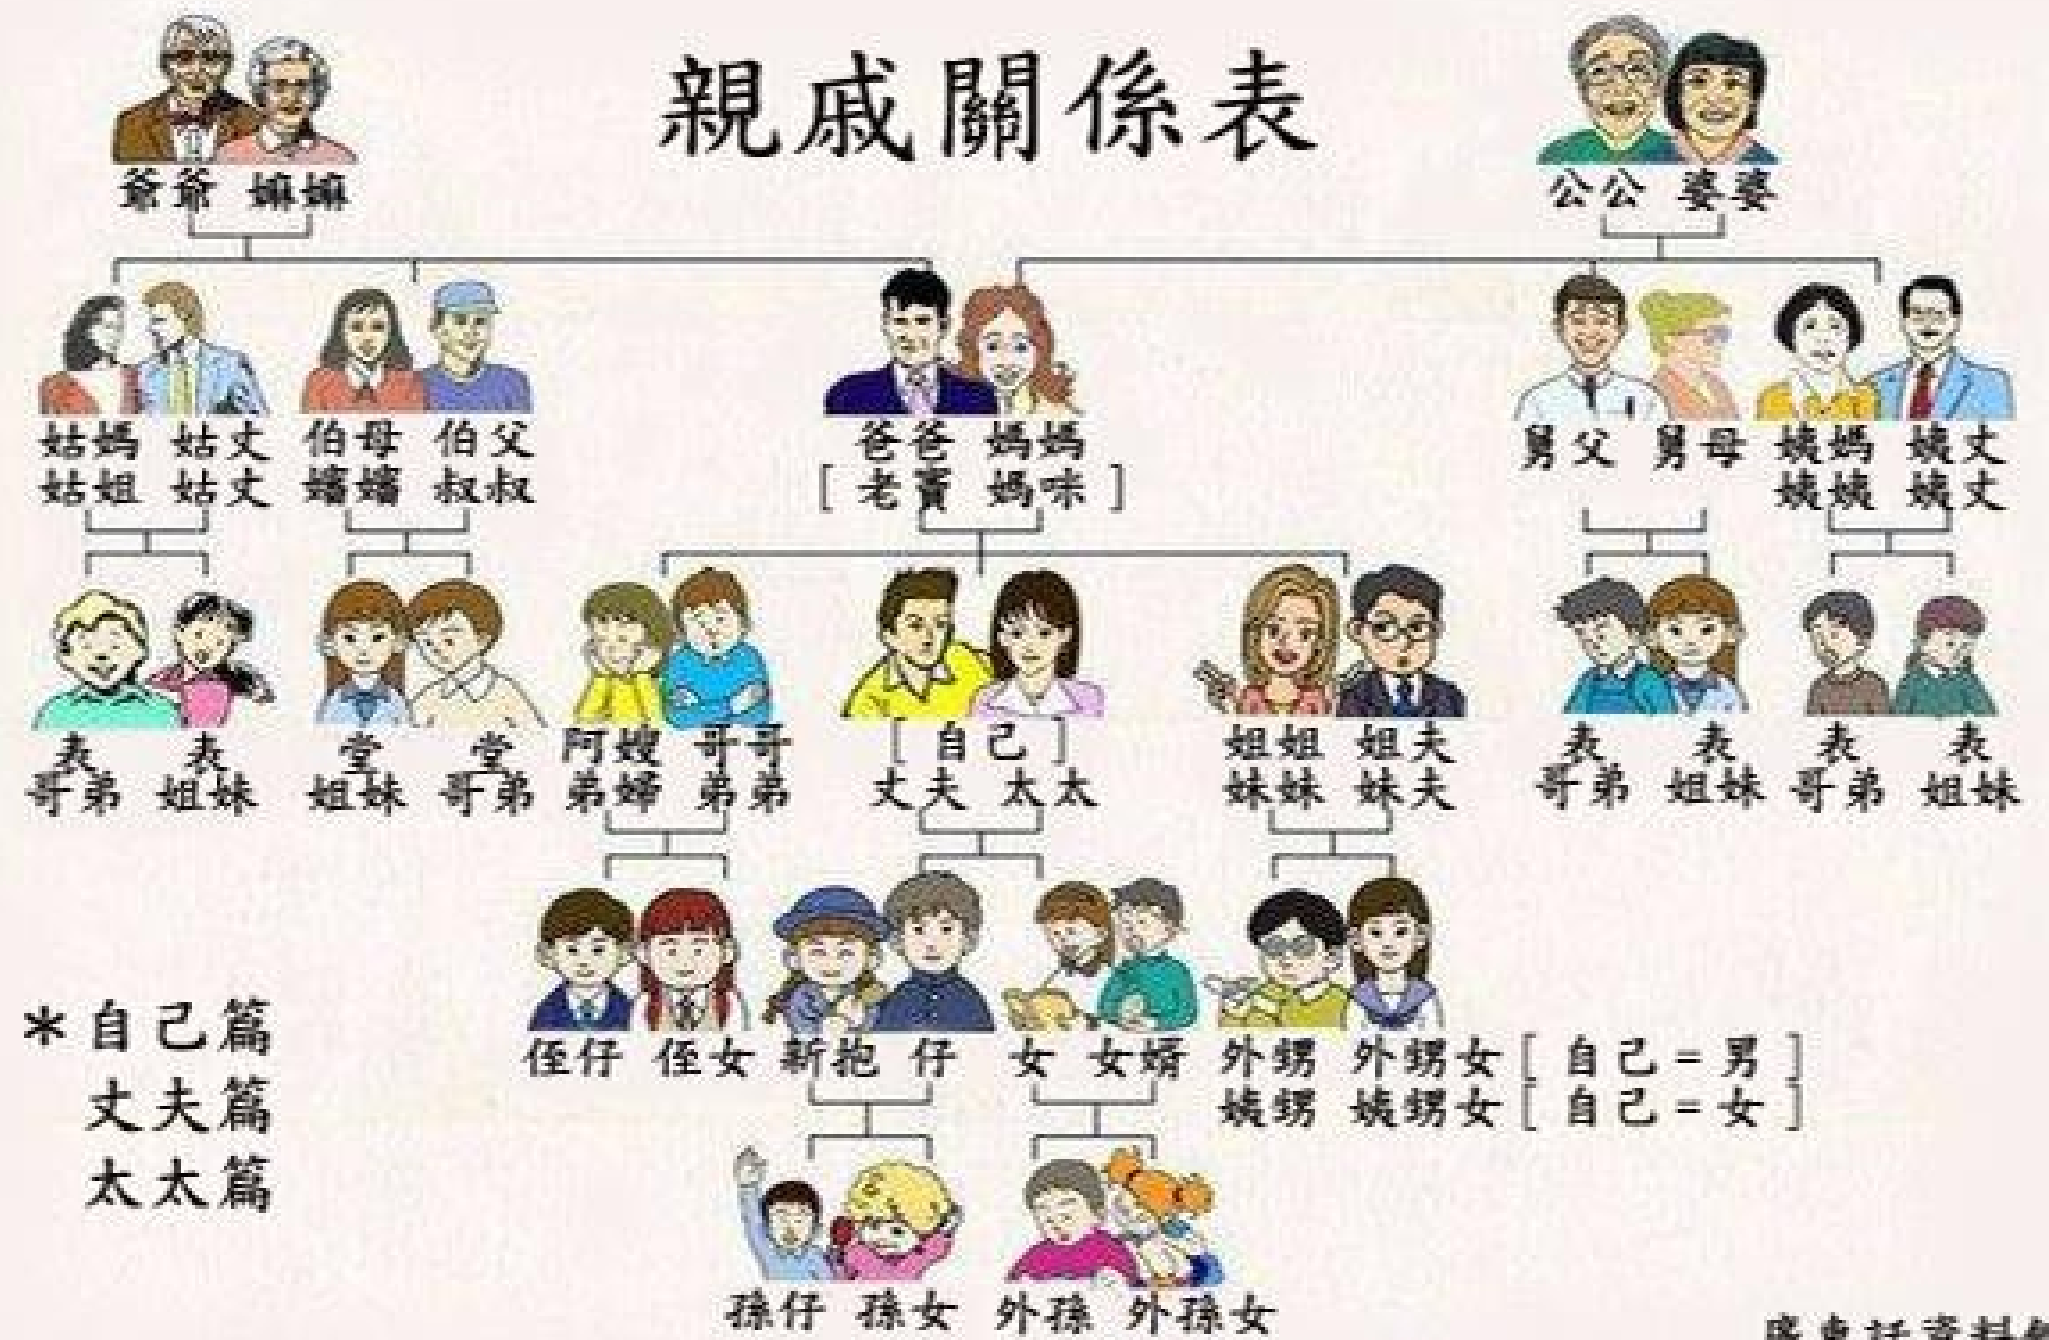 親戚關係表
爺爺 嫲嫲
公公 婆婆
姑媽 姑丈 伯母 伯父 爸爸 媽媽 舅父 舅母 姨媽 姨丈
姑姐 姑丈 嬸嬸 叔叔 [ 老竇 媽咪 ] 姨姨 姨丈
表 表 堂 堂 阿嫂 哥哥 [ 自己 ] 姐姐 姐夫 表 表 表 表
哥弟 姐妹 姐妹 哥弟 弟婦 弟弟 丈夫 太太 妹妹 妹夫 哥弟 姐妹 哥弟 姐妹
侄仔 侄女 新抱 仔 女 女婿 外甥 外甥女 [ 自己 = 男 ]
姨甥 姨甥女 [ 自己 = 女 ]
*自己篇
丈夫篇
太太篇
孫仔 孫女 外孫 外孫女
廣東話資料